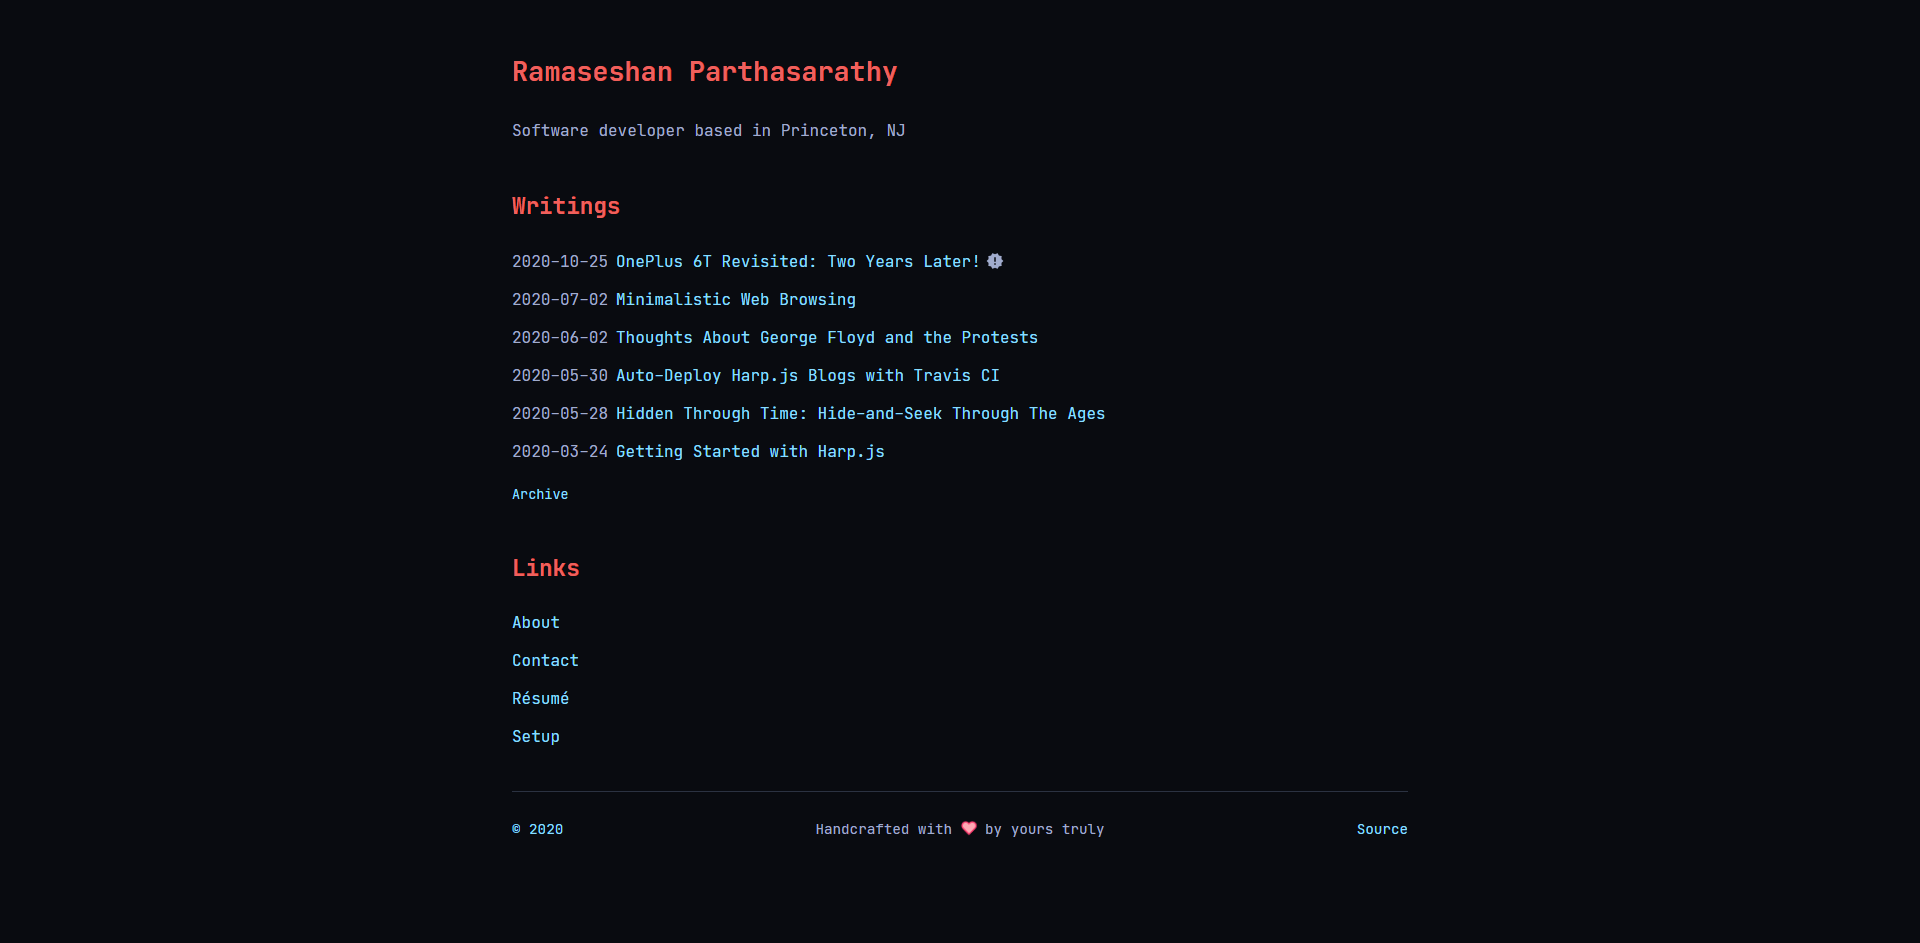 Ramaseshan Parthasarathy
Software developer based in Princeton, NJ
Writings
2020-10-25 OnePlus 6T Revisited: Two Years Later!
2020-07-02 Minimalistic Web Browsing
2020-06-02 Thoughts About George Floyd and the Protests
2020-05-30 Auto-Deploy Harp.js Blogs with Travis CI
2020-05-28 Hidden Through Time: Hide-and-Seek Through The Ages
2020-03-24 Getting Started with Harp.js
Archive
Links
About
Contact
Résumé
Setup
© 2020 Handcrafted with ❤ by yours truly Source